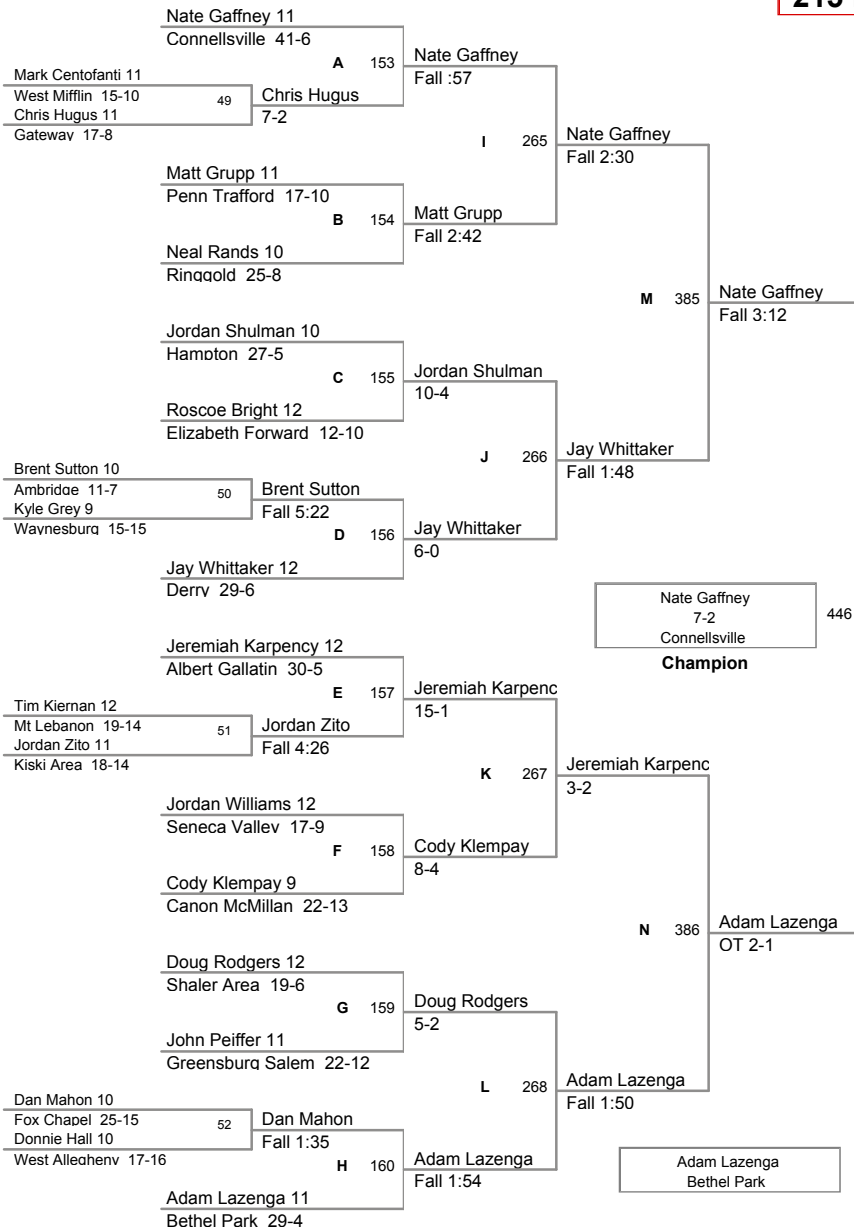 215
Nate Gaffney 11
Connellsville 41-6
A 153
Nate Gaffney
Fall :57
Mark Centofanti 11
West Mifflin 15-10
49
Chris Hugus 11
Gateway 17-8
Chris Hugus
7-2
I 265
Nate Gaffney
Fall 2:30
Matt Grupp 11
Penn Trafford 17-10
B 154
Matt Grupp
Fall 2:42
Neal Rands 10
Ringgold 25-8
M 385
Nate Gaffney
Fall 3:12
Jordan Shulman 10
Hampton 27-5
C 155
Jordan Shulman
10-4
Roscoe Bright 12
Elizabeth Forward 12-10
J 266
Jay Whittaker
Fall 1:48
Brent Sutton 10
Ambridge 11-7
50
Kyle Grey 9
Waynesburg 15-15
Brent Sutton
Fall 5:22
D 156
Jay Whittaker
6-0
Jay Whittaker 12
Derry 29-6
Nate Gaffney
7-2
Connellsville
446
Champion
Jeremiah Karpency 12
Albert Gallatin 30-5
E 157
Jeremiah Karpenc
15-1
Tim Kiernan 12
Mt Lebanon 19-14
51
Jordan Zito 11
Kiski Area 18-14
Jordan Zito
Fall 4:26
K 267
Jeremiah Karpenc
3-2
Jordan Williams 12
Seneca Valley 17-9
F 158
Cody Klempay
8-4
Cody Klempay 9
Canon McMillan 22-13
N 386
Adam Lazenga
OT 2-1
Doug Rodgers 12
Shaler Area 19-6
G 159
Doug Rodgers
5-2
John Peiffer 11
Greensburg Salem 22-12
L 268
Adam Lazenga
Fall 1:50
Dan Mahon 10
Fox Chapel 25-15
52
Donnie Hall 10
West Allegheny 17-16
Dan Mahon
Fall 1:35
H 160
Adam Lazenga
Fall 1:54
Adam Lazenga 11
Bethel Park 29-4
Adam Lazenga
Bethel Park